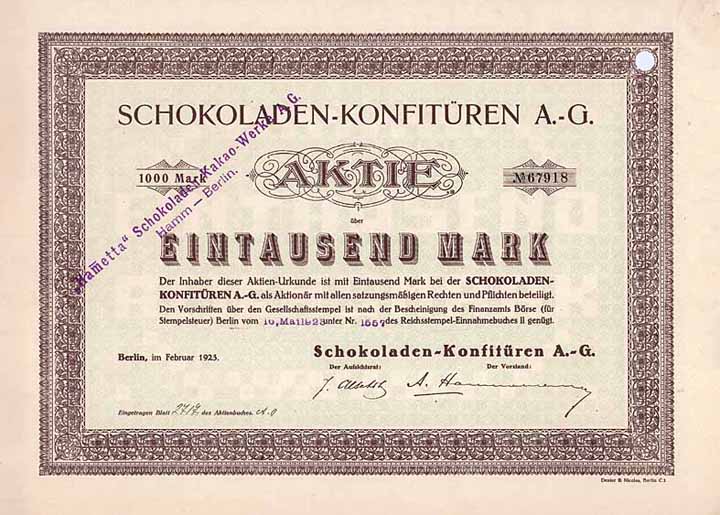 SCHOKOLADEN-KONFITÜREN A.-G.
„Hametta" Schokoladen Kakao-Werke A G.
Hamm — Berlin.
1000 Mark
AKTIE
№67918
über
EINTAUSEND MARK
Der Inhaber dieser Aktien-Urkunde ist mit Eintausend Mark bei der SCHOKOLADEN-
KONFITÜREN A.-G. als Aktionär mit allen satzungsmäßigen Rechten und Pflichten beteiligt.
Den Vorschriften über den Gesellschaftsstempel ist nach der Bescheinigung des Finanzamts Börse (für
Stempelsteuer) Berlin vom 16, Mai 1923 unter Nr. 1557 des Reichsstempel-Einnahmebuches II genügt.
Berlin, im Februar 1923.
Schokoladen-Konfitüren A.-G.
Der Aufsichtsrat:
Der Vorstand:
Eingetragen Blatt 2717 des Aktienbuches
Berlin